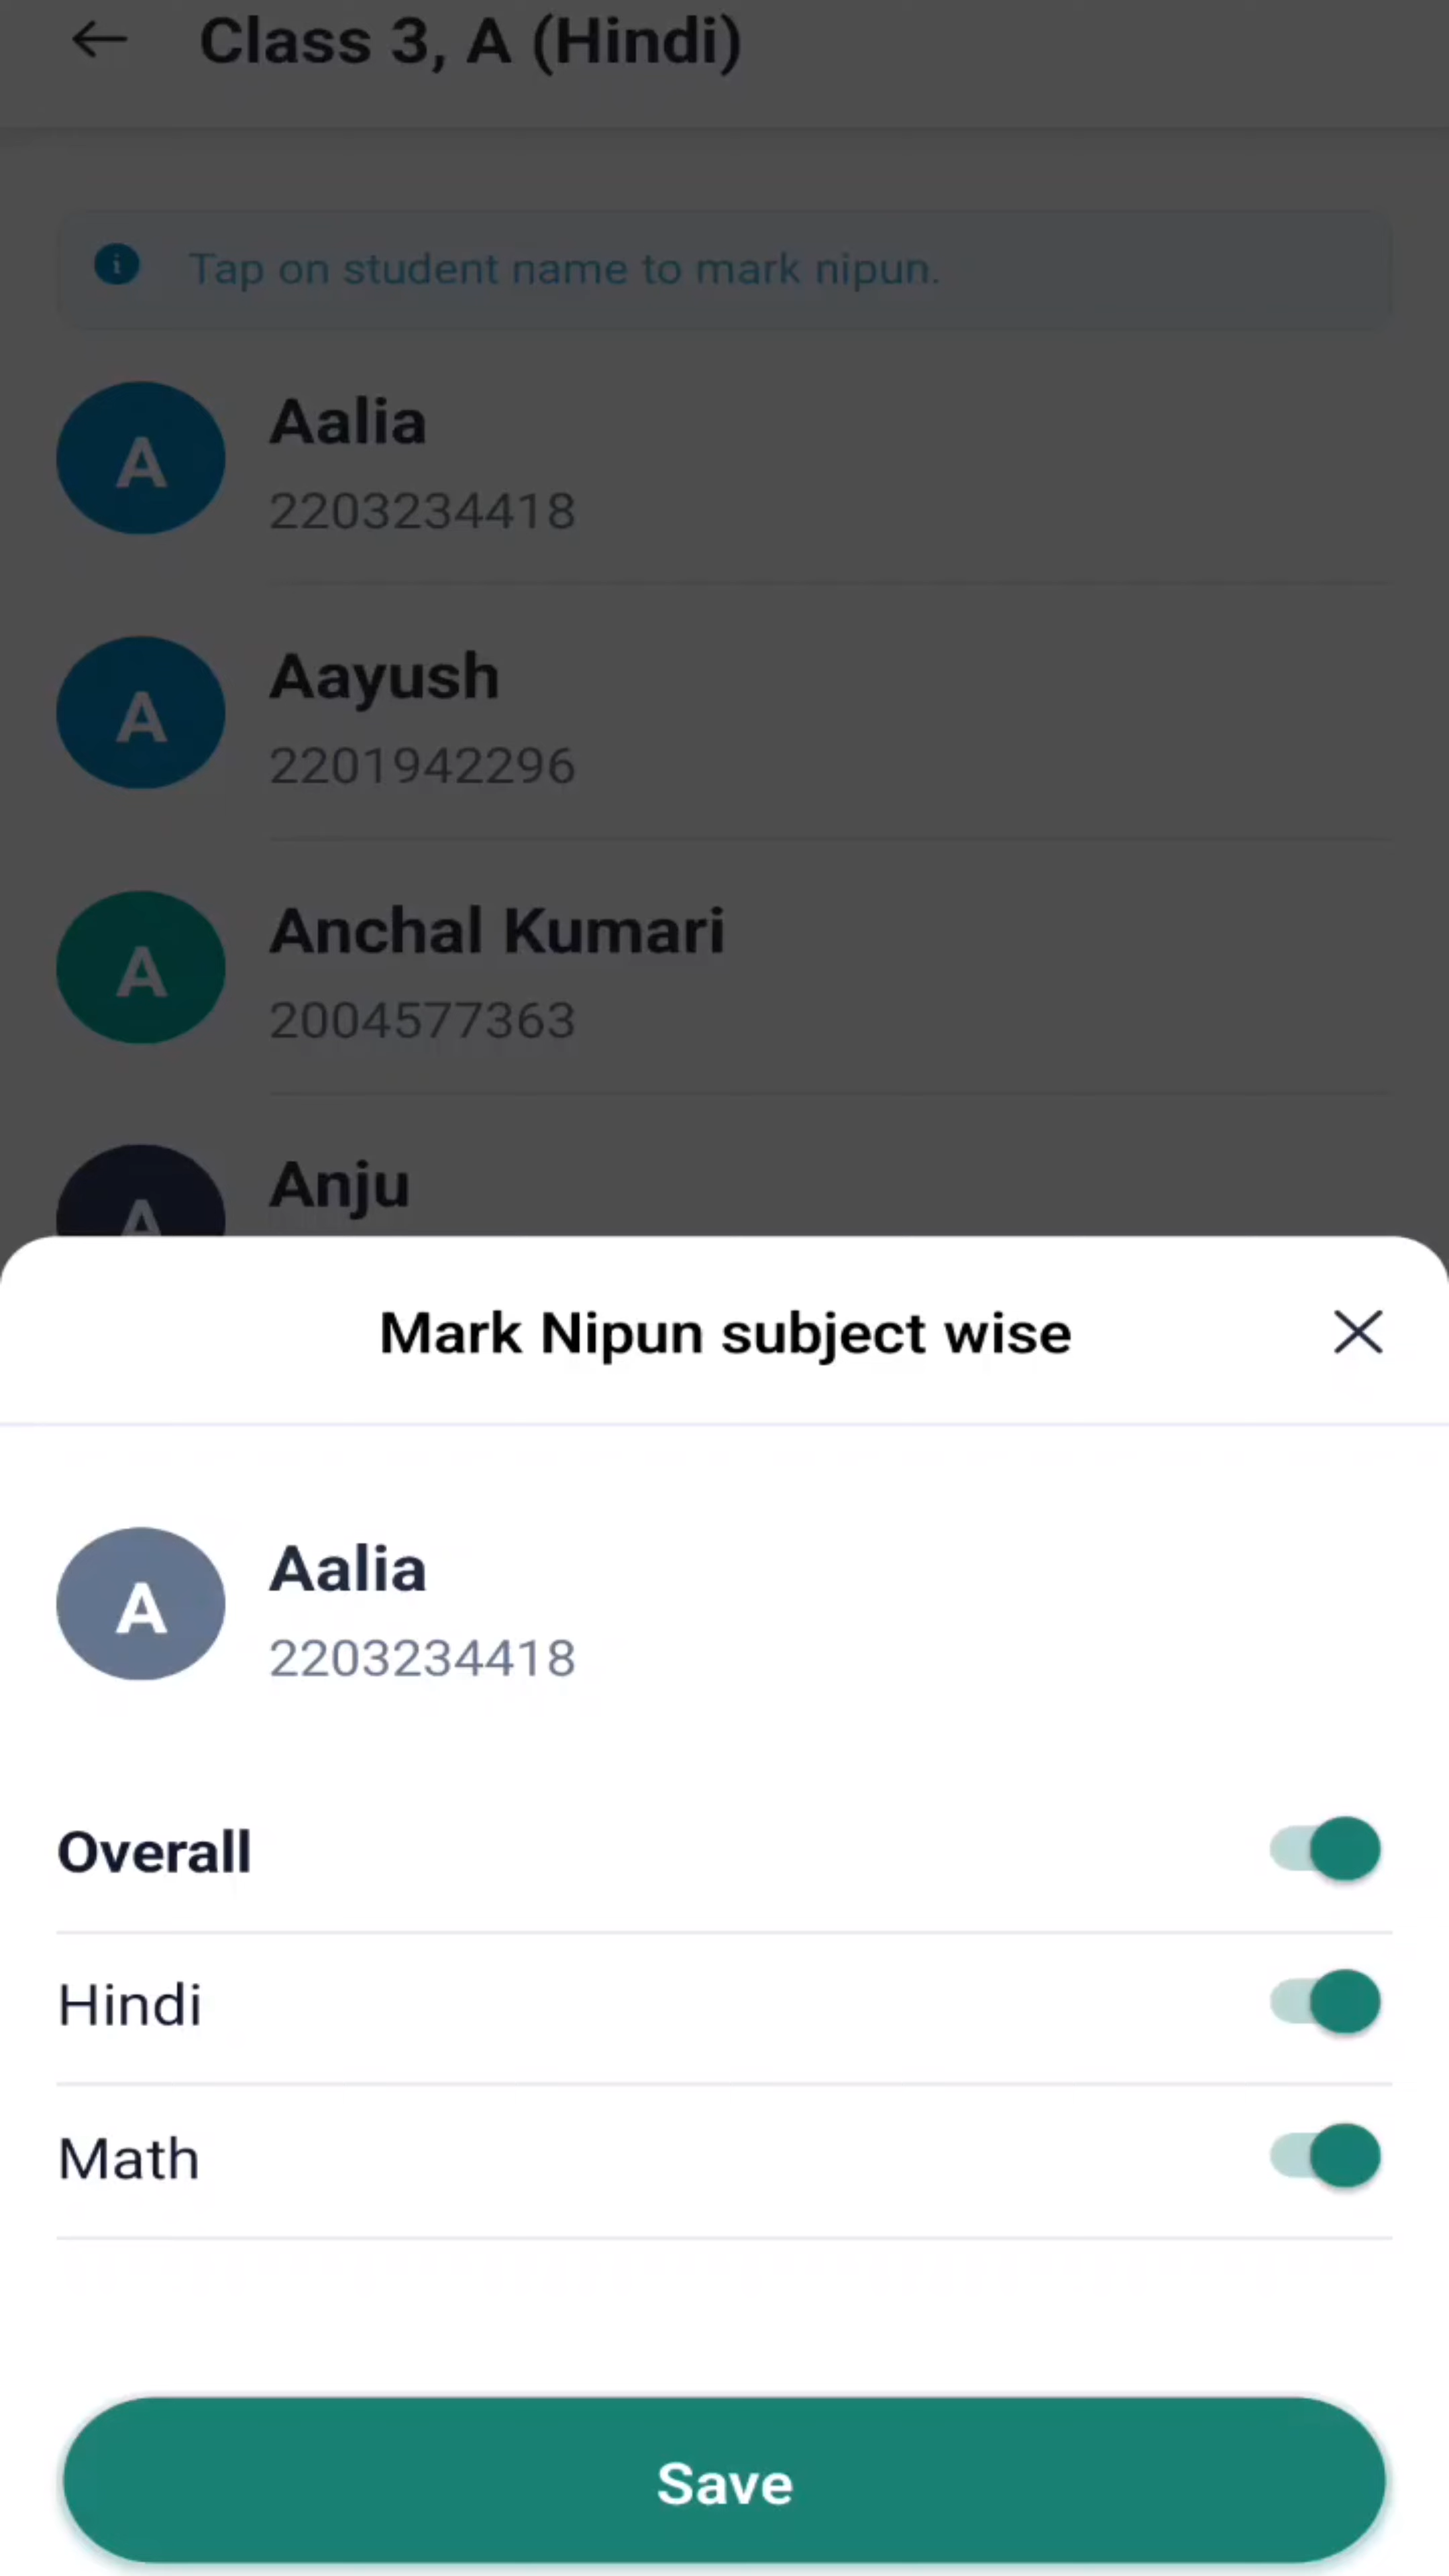 Class 3, A (Hindi)
i Tap on student name to mark nipun.
A Aalia
2203234418
A Aayush
2201942296
A Anchal Kumari
2004577363
A Anju
Mark Nipun subject wise
A Aalia
2203234418
Overall
Hindi
Math
Save